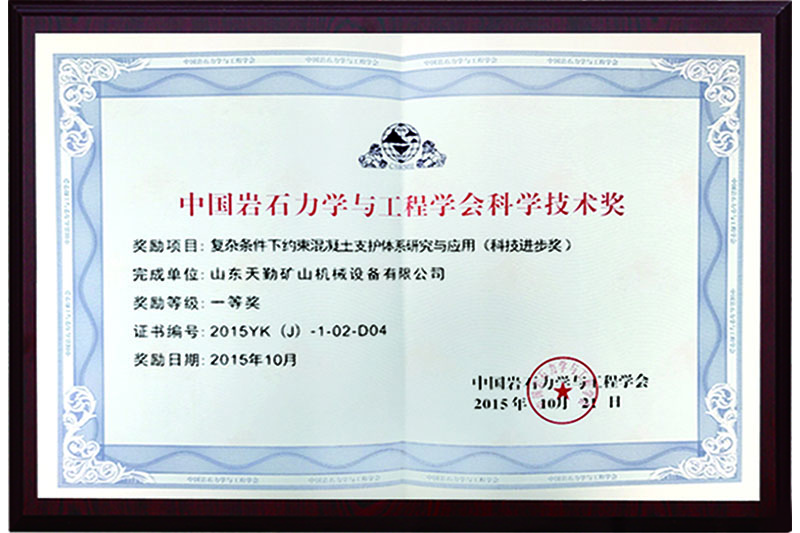 中国岩石力学与工程学会科学技术奖
奖励项目: 复杂条件下约束混凝土支护体系研究与应用（科技进步奖）
完成单位: 山东天勤矿山机械设备有限公司
奖励等级: 一等奖
证书编号: 2015YK（J）-1-02-D04
奖励日期: 2015年10月
中国岩石力学与工程学会
2015年 10月 21 日